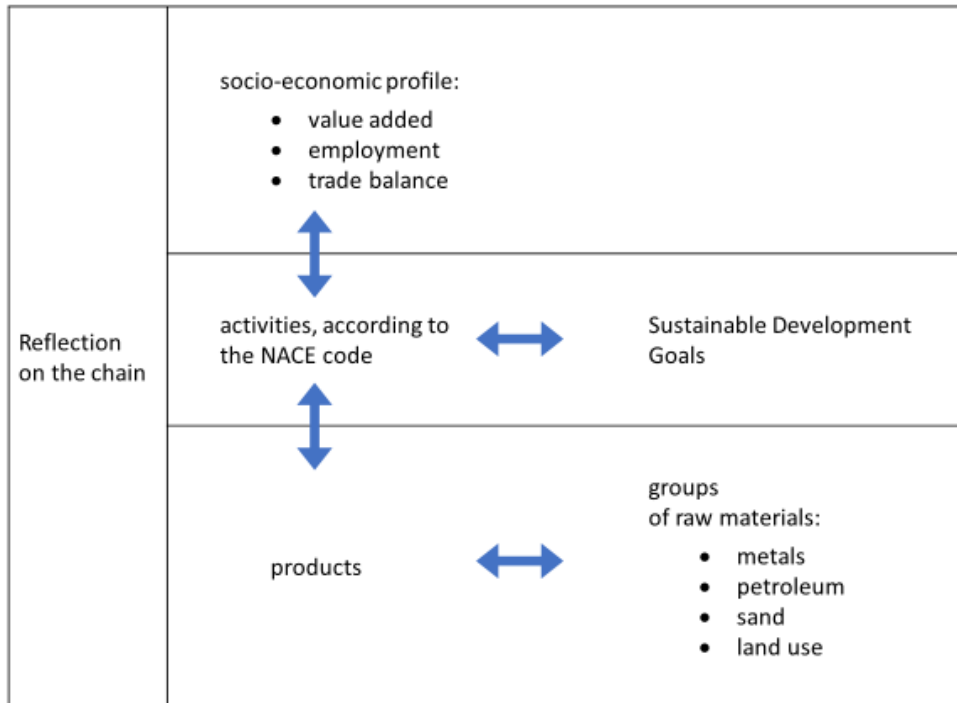 Reflection
on the chain
socio-economic profile:
• value added
• employment
• trade balance
activities, according to
the NACE code
Sustainable Development
Goals
products
groups
of raw materials:
• metals
• petroleum
• sand
• land use